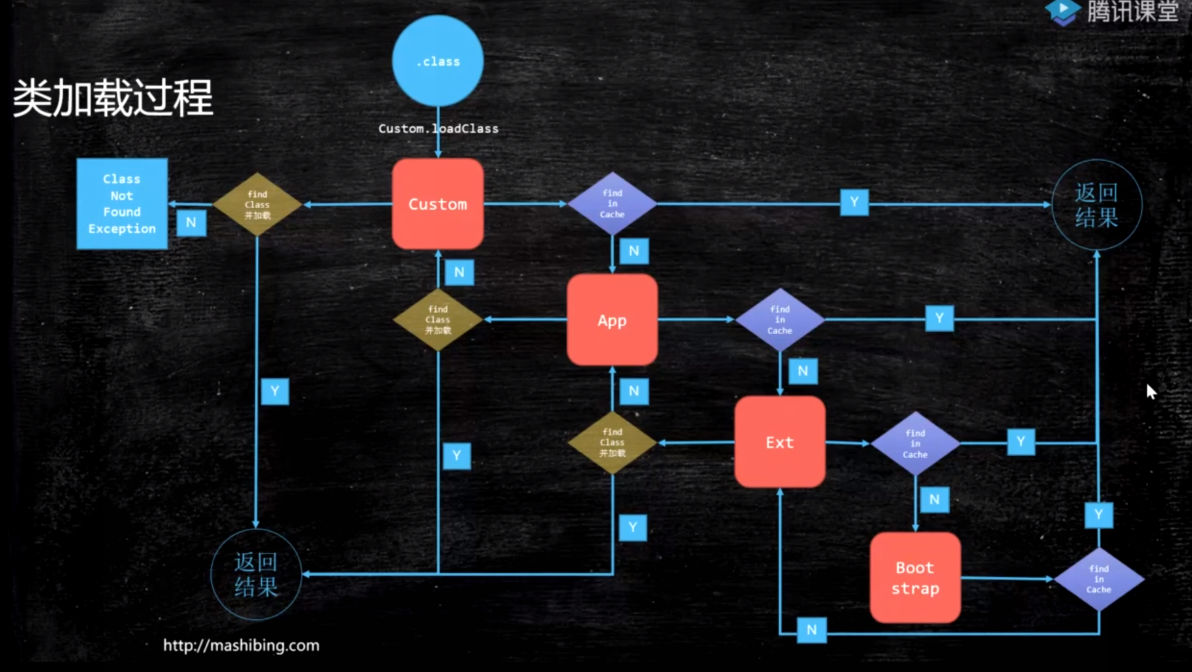 腾讯课堂
类加载过程
.class
Custom.loadClass
Class
Not
Found
Exception
N
find
Class
并加载
Custom
find
in
Cache
Y
返回
结果
N
N
find
Class
并加载
App
find
in
Cache
Y
Y
N
N
find
Class
并加载
Ext
find
in
Cache
Y
Y
Y
N
Y
返回
结果
Boot
strap
find
in
Cache
N
http://mashibing.com